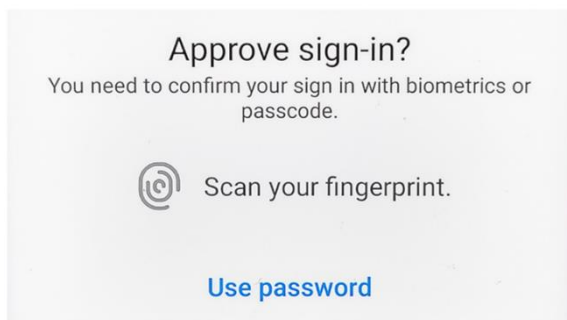 Approve sign-in?
You need to confirm your sign in with biometrics or
passcode.
Scan your fingerprint.
Use password